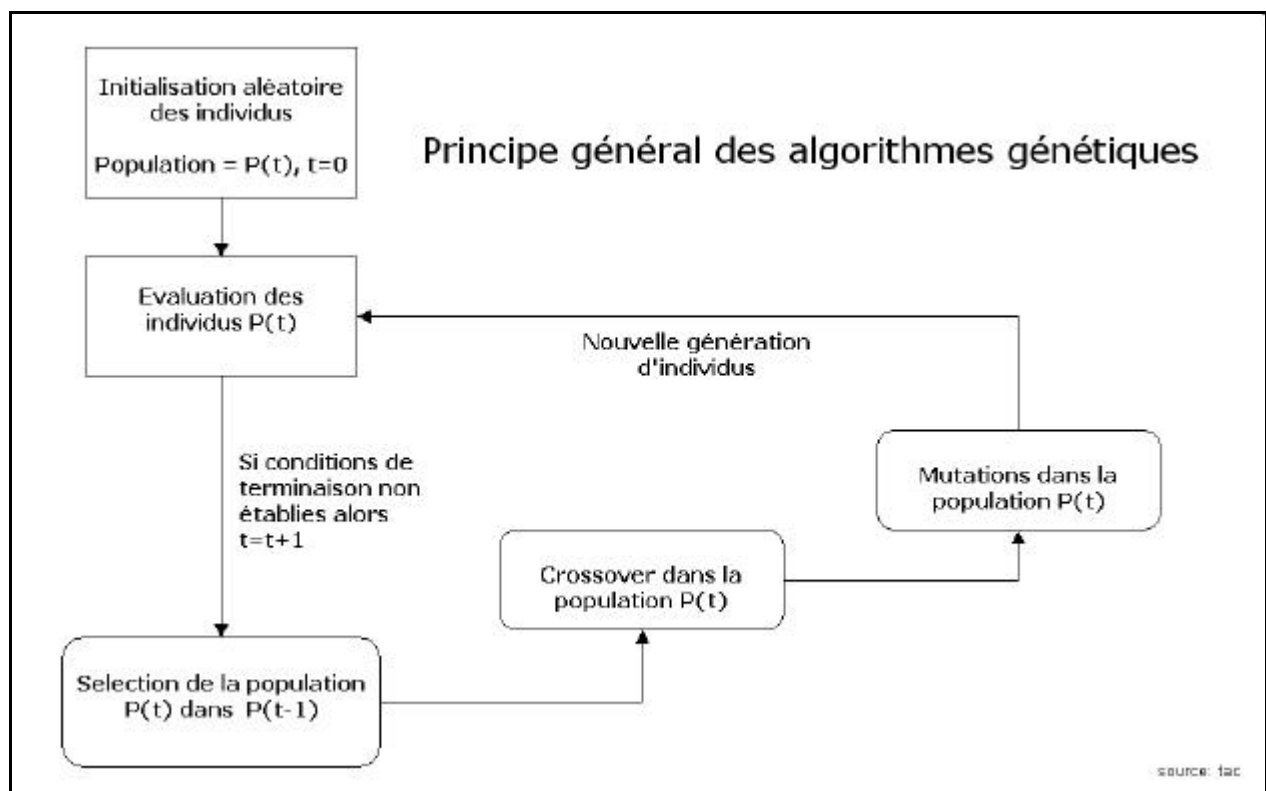 Initialisation aléatoire
des individus
Population = P(t), t=0
Principe général des algorithmes génétiques
Evaluation des
individus P(t)
Nouvelle génération
d'individus
Si conditions de
terminaison non
établies alors
t=t+1
Mutations dans la
population P(t)
Crossover dans la
population P(t)
Selection de la population
P(t) dans P(t-1)
source: tac